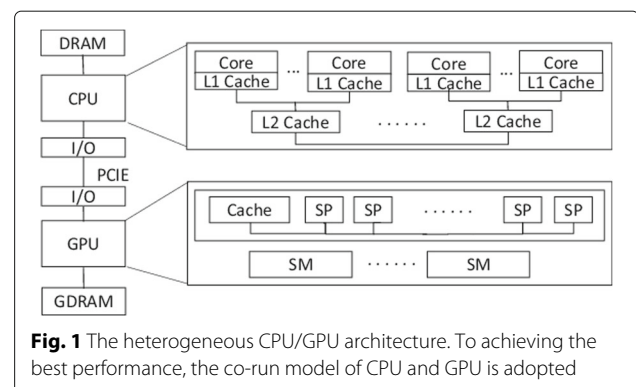 DRAM
CPU
I/O
PCIE
I/O
GPU
GDRAM
Core ... Core Core ... Core
L1 Cache L1 Cache L1 Cache L1 Cache
L2 Cache ...... L2 Cache
Cache SP SP ...... SP SP
SM ...... SM
Fig. 1 The heterogeneous CPU/GPU architecture. To achieving the
best performance, the co-run model of CPU and GPU is adopted